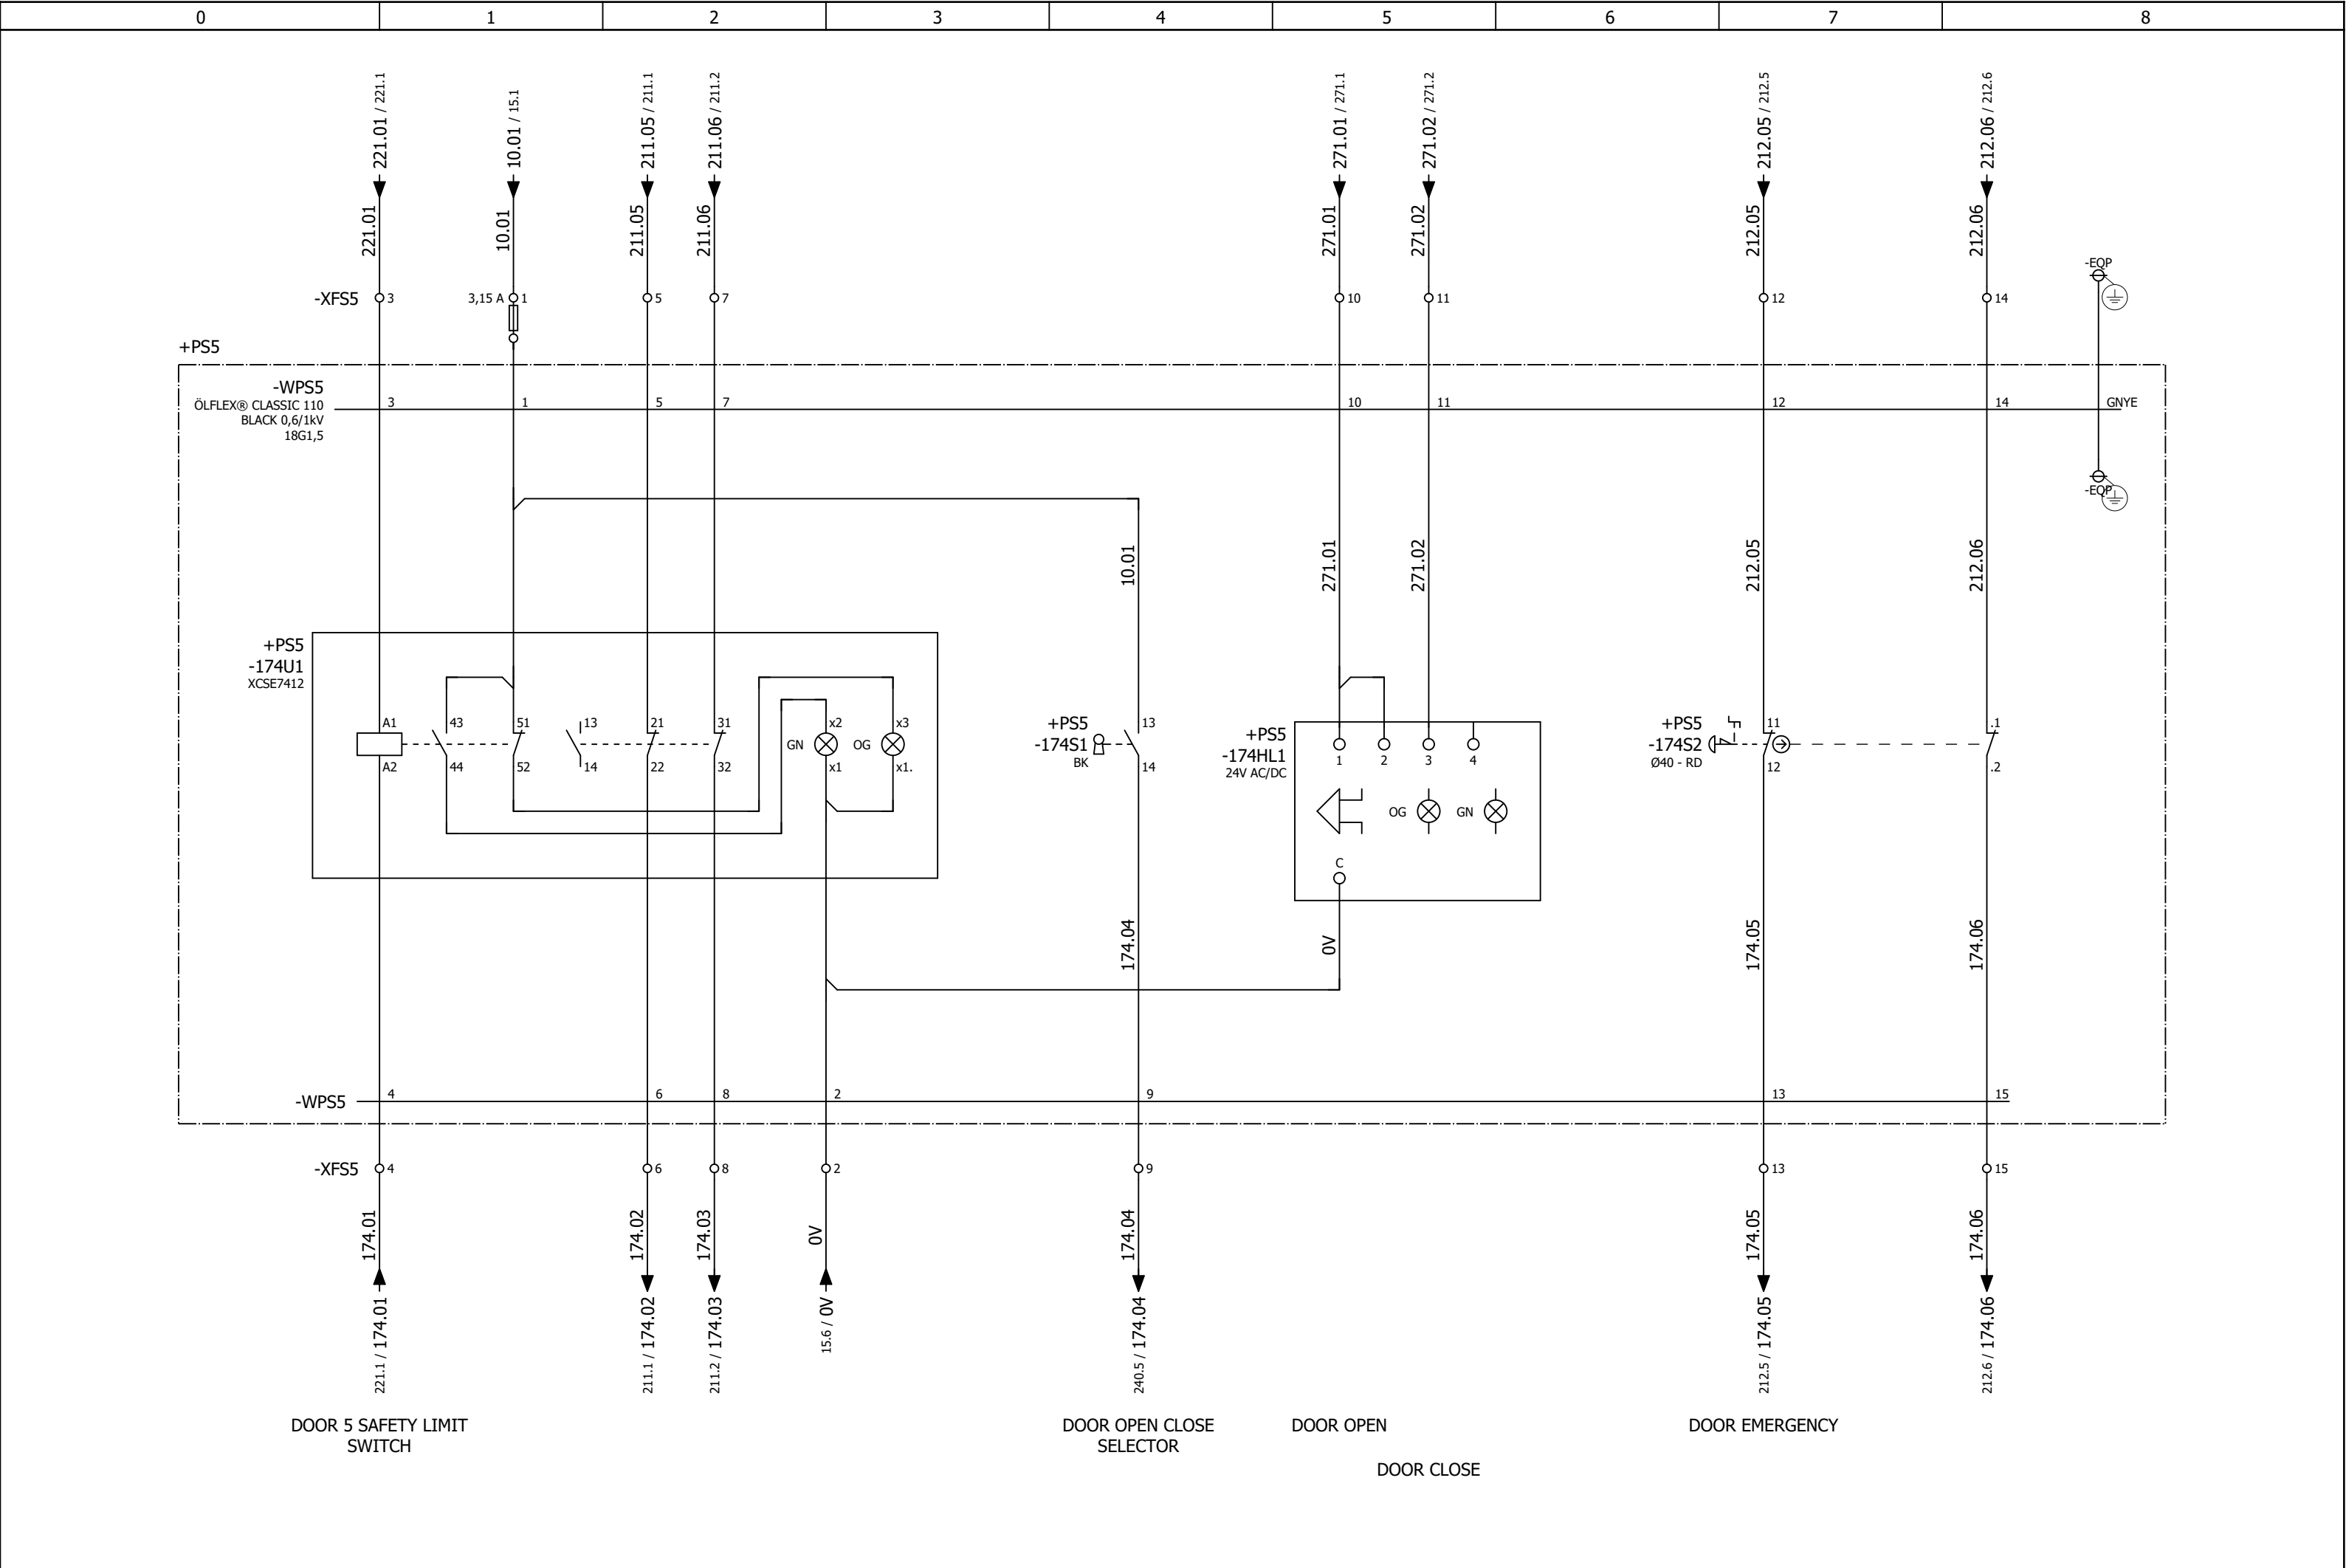 0 1 2 3 4 5 6 7 8
221.01 / 221.1
10.01 / 15.1
211.05 / 211.1
211.06 / 211.2
271.01 / 271.1
271.02 / 271.2
212.05 / 212.5
212.06 / 212.6
221.01
10.01
211.05
211.06
271.01
271.02
212.05
212.06
-EQP
-XFS5 3 3,15 A 1 5 7 10 11 12 14
+PS5
-WPS5
ÖLFLEX® CLASSIC 110
BLACK 0,6/1kV
18G1,5
3 1 5 7 10 11 12 14 GNYE
-EQP
10.01
271.01
271.02
212.05
212.06
+PS5
-174U1
XCSE7412
A1 43 51 13 21 31 x2 x3
GN OG
A2 44 52 14 22 32 x1 x1.
+PS5
-174S1
BK
13
14
+PS5
-174HL1
24V AC/DC
1 2 3 4
OG GN
C
+PS5
-174S2
Ø40 - RD
11
12
.1
.2
174.04
0V
174.05
174.06
-WPS5 4 6 8 2 9 13 15
-XFS5 4 6 8 2 9 13 15
174.01
174.02
174.03
0V
174.04
174.05
174.06
221.1 / 174.01
211.1 / 174.02
211.2 / 174.03
15.6 / 0V
240.5 / 174.04
212.5 / 174.05
212.6 / 174.06
DOOR 5 SAFETY LIMIT
SWITCH
DOOR OPEN CLOSE
SELECTOR
DOOR OPEN
DOOR CLOSE
DOOR EMERGENCY